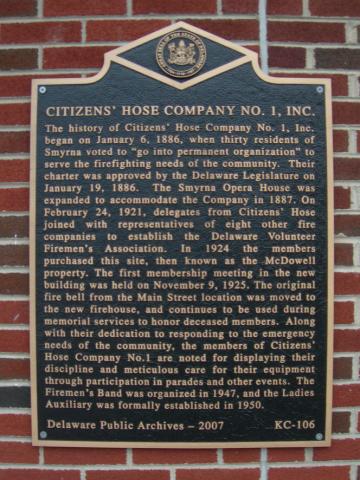 CITIZENS' HOSE COMPANY NO. 1, INC.
The history of Citizens' Hose Company No. 1, Inc.
began on January 6, 1886, when thirty residents of
Smyrna voted to "go into permanent organization" to
serve the firefighting needs of the community. Their
charter was approved by the Delaware Legislature on
January 19, 1886. The Smyrna Opera House was
expanded to accommodate the Company in 1887. On
February 24, 1921, delegates from Citizens' Hose
joined with representatives of eight other fire
companies to establish the Delaware Volunteer
Firemen's Association. In 1924 the members
purchased this site, then known as the McDowell
property. The first membership meeting in the new
building was held on November 9, 1925. The original
fire bell from the Main Street location was moved to
the new firehouse, and continues to be used during
memorial services to honor deceased members. Along
with their dedication to responding to the emergency
needs of the community, the members of Citizens'
Hose Company No.1 are noted for displaying their
discipline and meticulous care for their equipment
through participation in parades and other events. The
Firemen's Band was organized in 1947, and the Ladies
Auxiliary was formally established in 1950.
Delaware Public Archives – 2007 KC-106